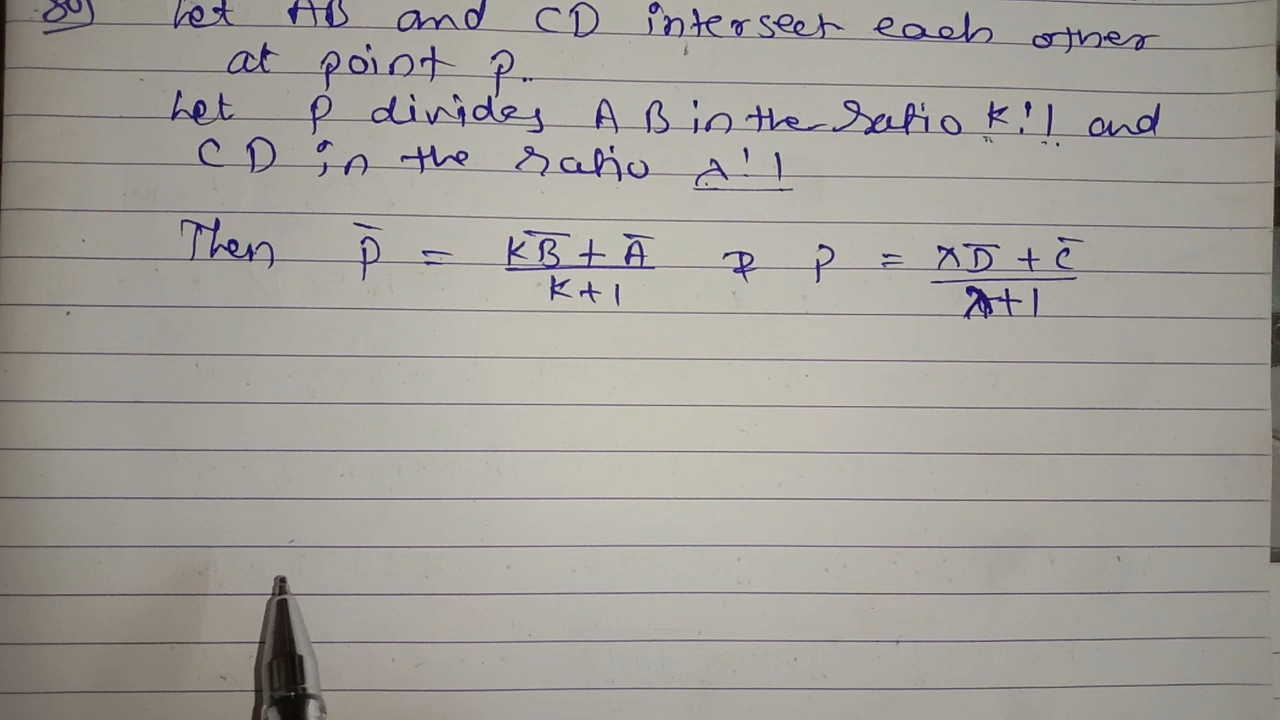 80) Let AB and CD intersect each other
at point P.
Let P divides AB in the ratio K:1 and
CD in the ratio λ:1
Then P̄ = (KB̄ + Ā)/(K+1) & P = (λD̄ + C̄)/(λ+1)